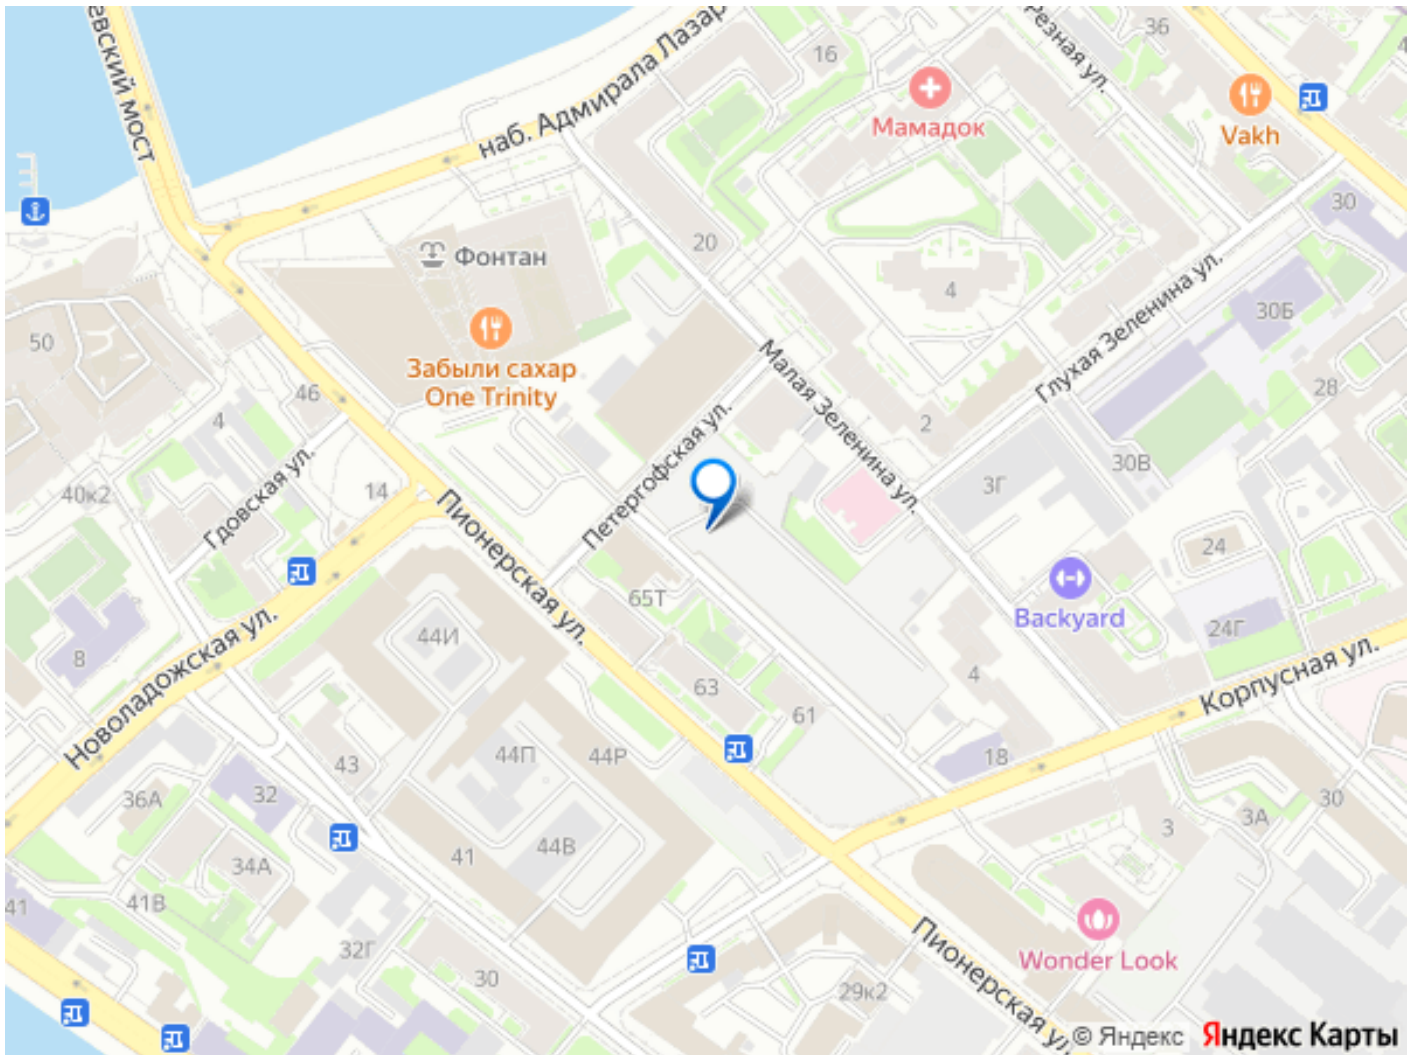 евский мост
наб. Адмирала Лазар
Резная ул.
36
16
Мамадок
Vakh
30
20
Фонтан
4
30Б
50
Забыли сахар
One Trinity
Малая Зеленина ул.
Глухая Зеленина ул.
46
4
28
2
Петергофская ул.
Гдовская ул.
40к2
14
30В
3Г
Пионерская ул.
24
65Т
Backyard
24Г
44И
8
Новоладожская ул.
63
4
Корпусная ул.
61
43
44П
44Р
18
36А
32
30
3
3А
41
44В
34А
41
41В
32Г
30
29к2
Wonder Look
Пионерская ул
© Яндекс
Яндекс Карты